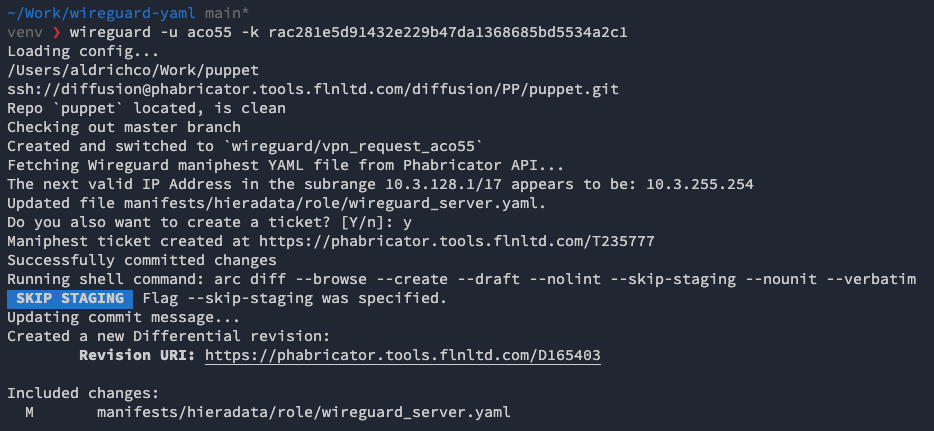 ~/Work/wireguard-yaml main*
venv ❯ wireguard -u aco55 -k rac281e5d91432e229b47da1368685bd5534a2c1
Loading config...
/Users/aldrichco/Work/puppet
ssh://diffusion@phabricator.tools.flnltd.com/diffusion/PP/puppet.git
Repo `puppet` located, is clean
Checking out master branch
Created and switched to `wireguard/vpn_request_aco55`
Fetching Wireguard maniphest YAML file from Phabricator API...
The next valid IP Address in the subrange 10.3.128.1/17 appears to be: 10.3.255.254
Updated file manifests/hieradata/role/wireguard_server.yaml.
Do you also want to create a ticket? [Y/n]: y
Maniphest ticket created at https://phabricator.tools.flnltd.com/T235777
Successfully committed changes
Running shell command: arc diff --browse --create --draft --nolint --skip-staging --nounit --verbatim
SKIP STAGING Flag --skip-staging was specified.
Updating commit message...
Created a new Differential revision:
Revision URI: https://phabricator.tools.flnltd.com/D165403
Included changes:
M manifests/hieradata/role/wireguard_server.yaml